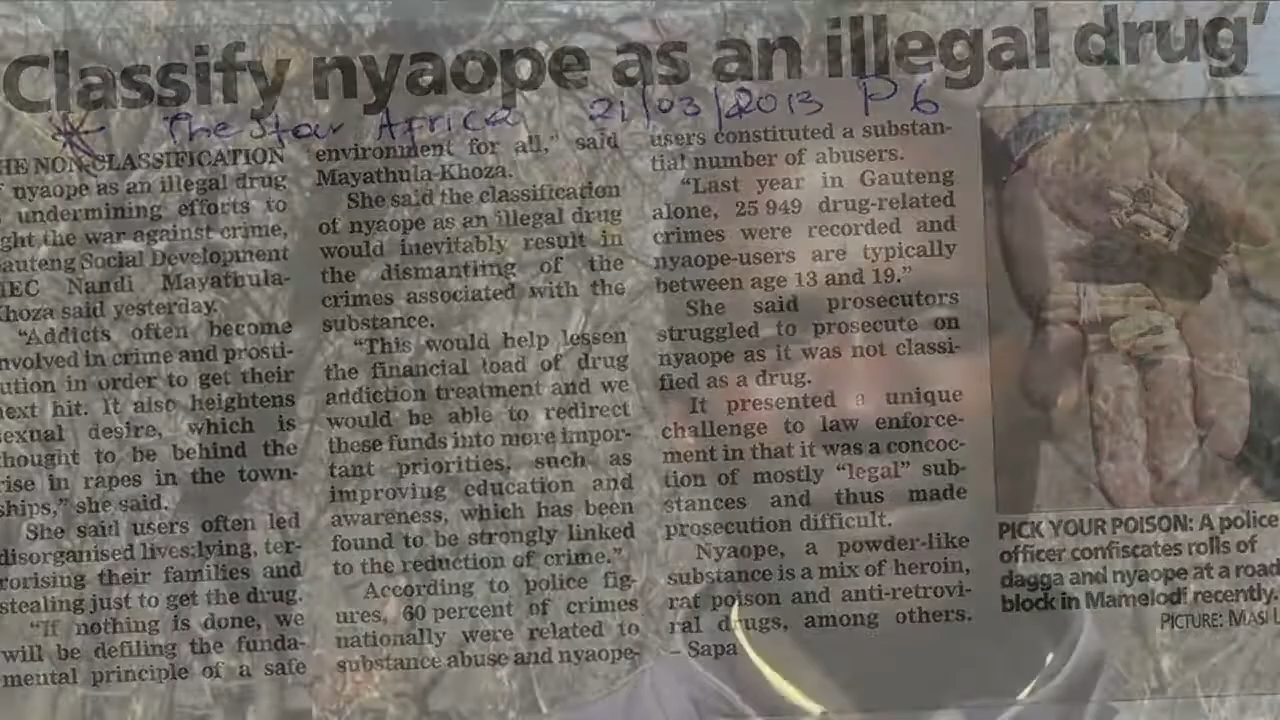 Classify nyaope as an illegal drug'
The Star Africa 21/03/2013 P6
HE NON-CLASSIFICATION
nyaope as an illegal drug
undermining efforts to
ght the war against crime,
auteng Social Development
IEC Nandi Mayathula-
Khoza said yesterday.
"Addicts often become
nvolved in crime and prosti-
ution in order to get their
next hit. It also heightens
sexual desire, which is
thought to be behind the
rise in rapes in the town-
ships," she said.
She said users often led
disorganised lives:lying, ter-
rorising their families and
stealing just to get the drug.
"If nothing is done, we
will be defiling the funda-
mental principle of a safe
environment for all," said
Mayathula-Khoza.
She said the classification
of nyaope as an illegal drug
would inevitably result in
the dismantling of the
crimes associated with the
substance.
"This would help lessen
the financial load of drug
addiction treatment and we
would be able to redirect
these funds into more impor-
tant priorities, such as
improving education and
awareness, which has been
found to be strongly linked
to the reduction of crime."
According to police fig-
ures, 60 percent of crimes
nationally were related to
substance abuse and nyaope-
users constituted a substan-
tial number of abusers.
"Last year in Gauteng
alone, 25 949 drug-related
crimes were recorded and
nyaope-users are typically
between age 13 and 19."
She said prosecutors
struggled to prosecute on
nyaope as it was not classi-
fied as a drug.
It presented a unique
challenge to law enforce-
ment in that it was a concoc-
tion of mostly "legal" sub-
stances and thus made
prosecution difficult.
Nyaope, a powder-like
substance is a mix of heroin,
rat poison and anti-retrovi-
ral drugs, among others.
– Sapa
PICK YOUR POISON: A police
officer confiscates rolls of
dagga and nyaope at a road
block in Mamelodi recently.
PICTURE: MASI L